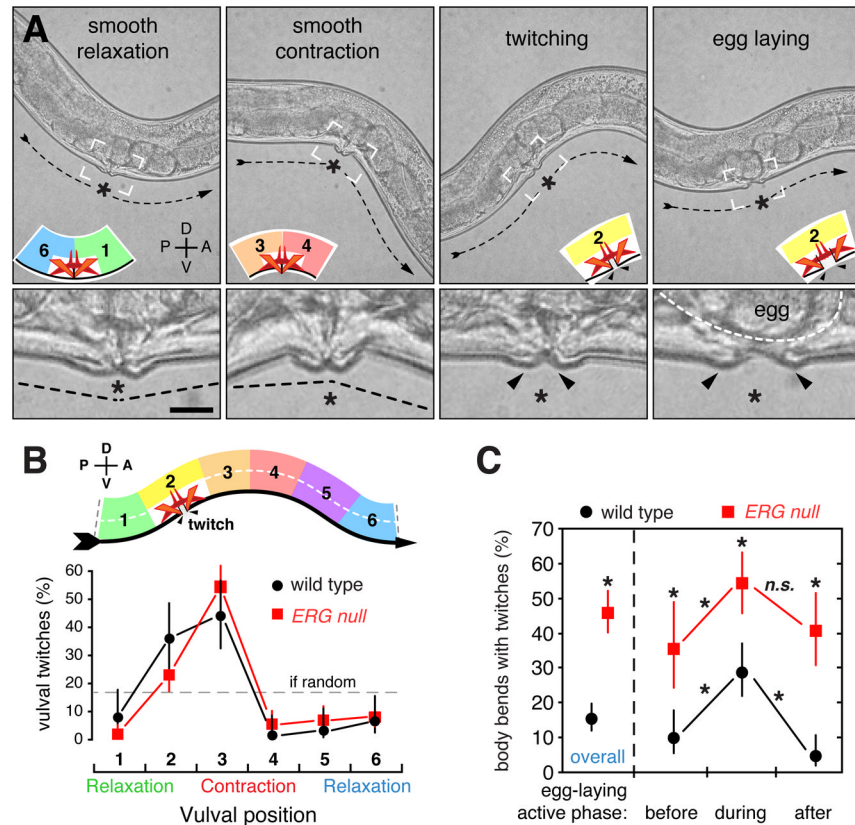 A
smooth
relaxation
smooth
contraction
twitching
egg laying
*
*
*
*
6 1
D
P A
V
3 4
2
2
*
*
*
egg
*
B
D
P A
V
1 2 3 4 5 6
twitch
wild type
ERG null
vulval twitches (%)
60
50
40
30
20
10
0
if random
1 2 3 4 5 6
Relaxation Contraction Relaxation
Vulval position
C
wild type
ERG null
body bends with twitches (%)
70
60
50
40
30
20
10
0
*
*
*
*
n.s.
*
*
*
overall
egg-laying
active phase: before during after